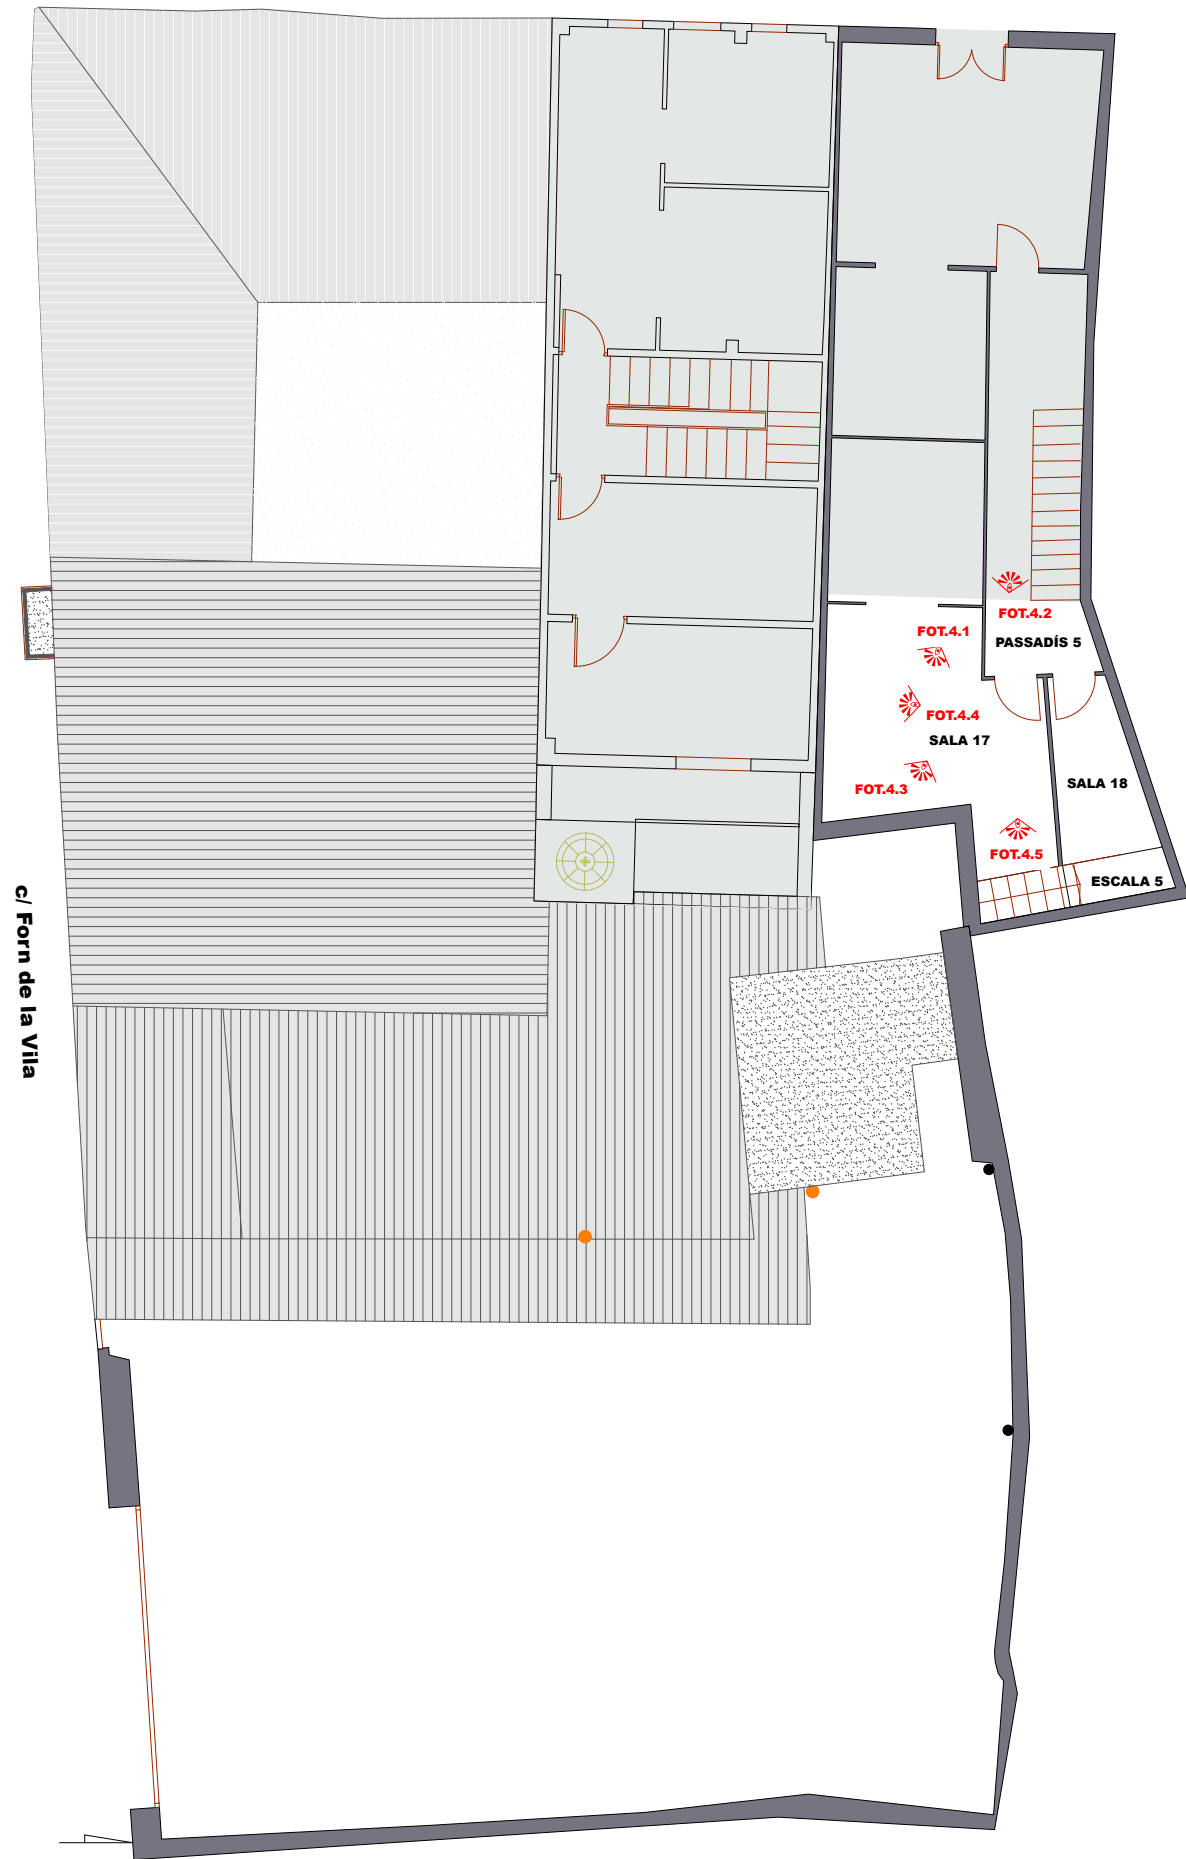 FOT.4.2
FOT.4.1
PASSADÍS 5
FOT.4.4
SALA 17
SALA 18
FOT.4.3
FOT.4.5
ESCALA 5
c/ Forn de la Vila